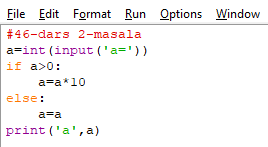 File Edit Format Run Options Window
#46-dars 2-masala
a=int(input('a='))
if a>0:
    a=a*10
else:
    a=a
print('a',a)